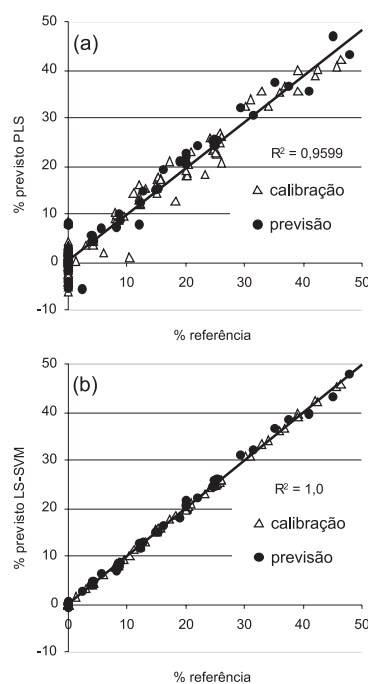 (a)
50
40
30
20
10
0
-10
% previsto PLS
R² = 0,9599
calibração
previsão
0 10 20 30 40 50
% referência
(b)
50
40
30
20
10
0
-10
% previsto LS-SVM
R² = 1,0
calibração
previsão
0 10 20 30 40 50
% referência